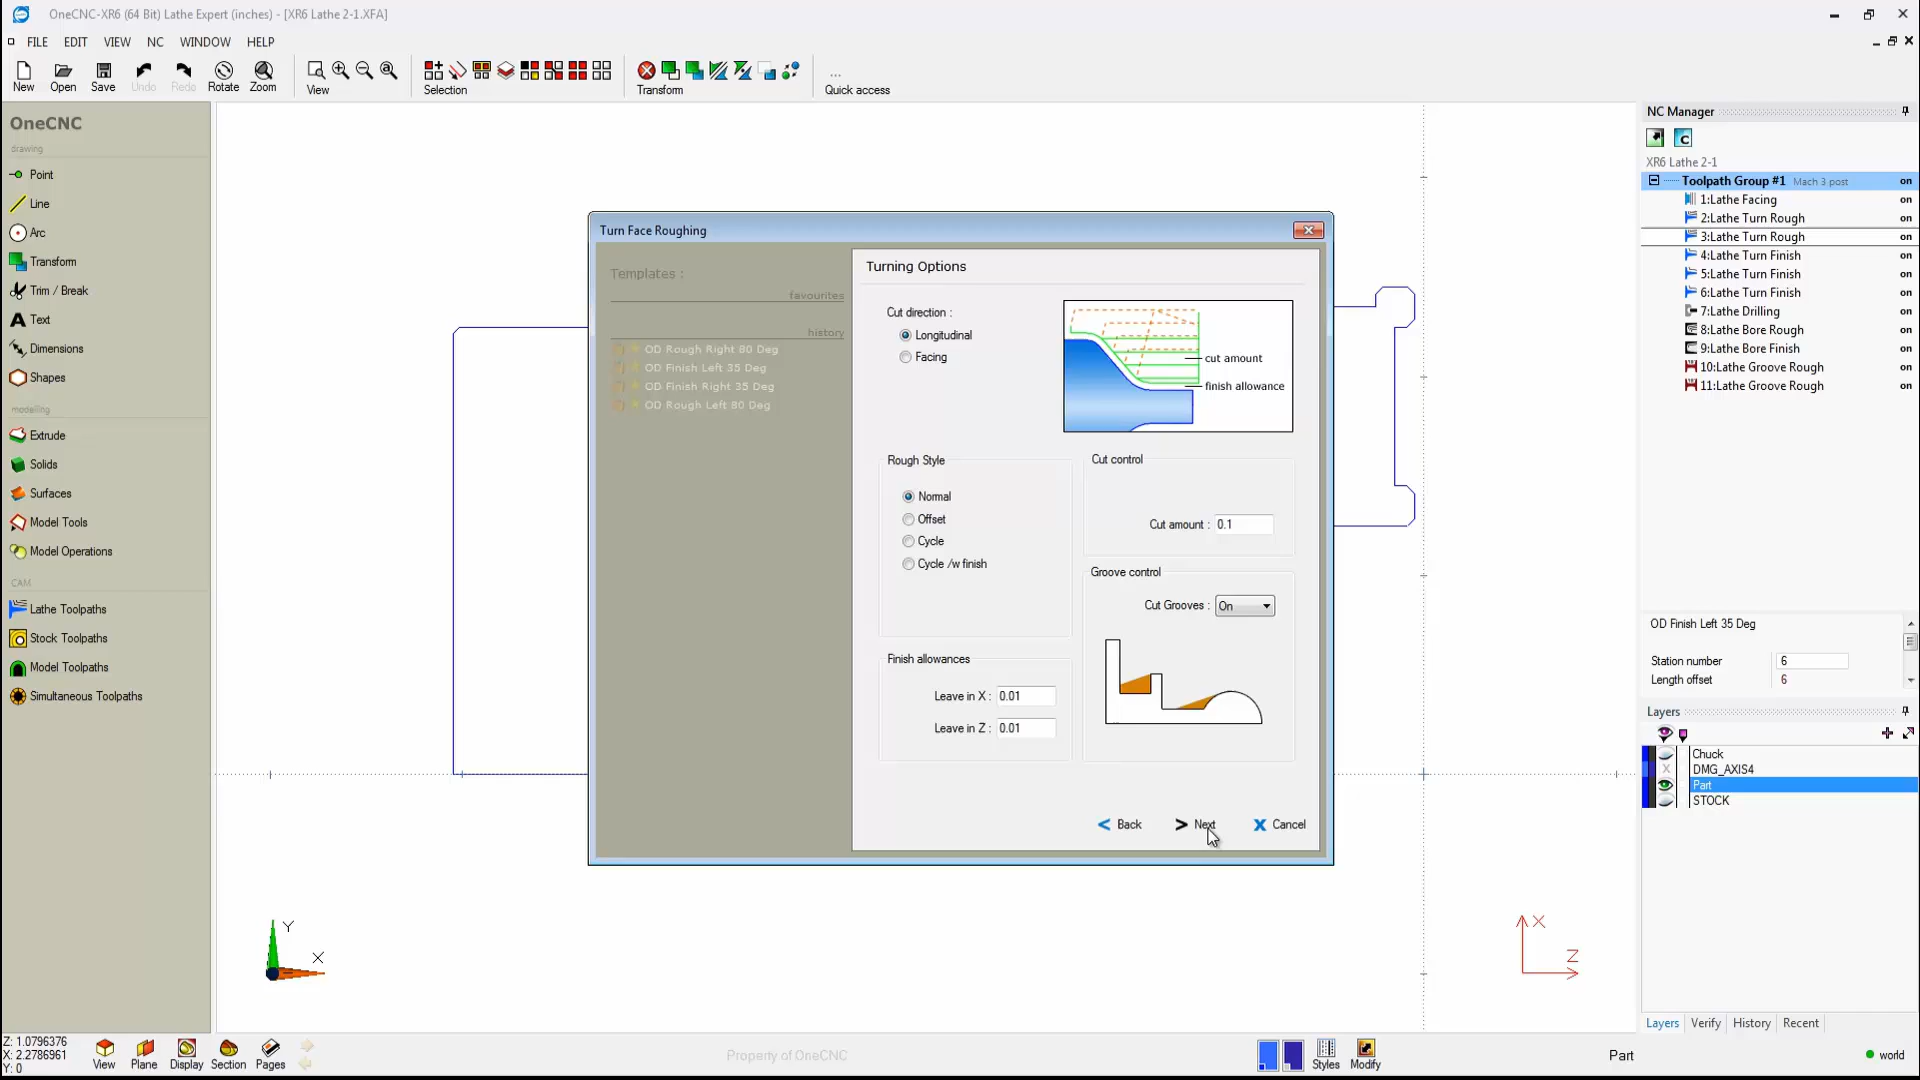 OneCNC-XR6 (64 Bit) Lathe Expert (inches) - [XR6 Lathe 2-1.XFA]
FILE EDIT VIEW NC WINDOW HELP
New Open Save Undo Redo Rotate Zoom View Selection Transform Quick access
...
OneCNC
drawing
Point
Line
Arc
Transform
Trim / Break
Text
Dimensions
Shapes
modelling
Extrude
Solids
Surfaces
Model Tools
Model Operations
CAM
Lathe Toolpaths
Stock Toolpaths
Model Toolpaths
Simultaneous Toolpaths
Turn Face Roughing
Templates :
favourites
history
OD Rough Right 80 Deg
OD Finish Left 35 Deg
OD Finish Right 35 Deg
OD Rough Left 80 Deg
Turning Options
Cut direction :
Longitudinal
Facing
cut amount
finish allowance
Rough Style
Normal
Offset
Cycle
Cycle /w finish
Cut control
Cut amount : 0.1
Groove control
Cut Grooves : On
Finish allowances
Leave in X : 0.01
Leave in Z : 0.01
< Back > Next X Cancel
Y
X
X
Z
NC Manager
XR6 Lathe 2-1
Toolpath Group #1 Mach 3 post on
1:Lathe Facing on
2:Lathe Turn Rough on
3:Lathe Turn Rough on
4:Lathe Turn Finish on
5:Lathe Turn Finish on
6:Lathe Turn Finish on
7:Lathe Drilling on
8:Lathe Bore Rough on
9:Lathe Bore Finish on
10:Lathe Groove Rough on
11:Lathe Groove Rough on
OD Finish Left 35 Deg
Station number 6
Length offset 6
Layers
Chuck
DMG_AXIS4
Part
STOCK
Layers Verify History Recent
Z: 1.0796376
X: 2.2786961
Y: 0
View Plane Display Section Pages
Property of OneCNC
Styles Modify
Part
world